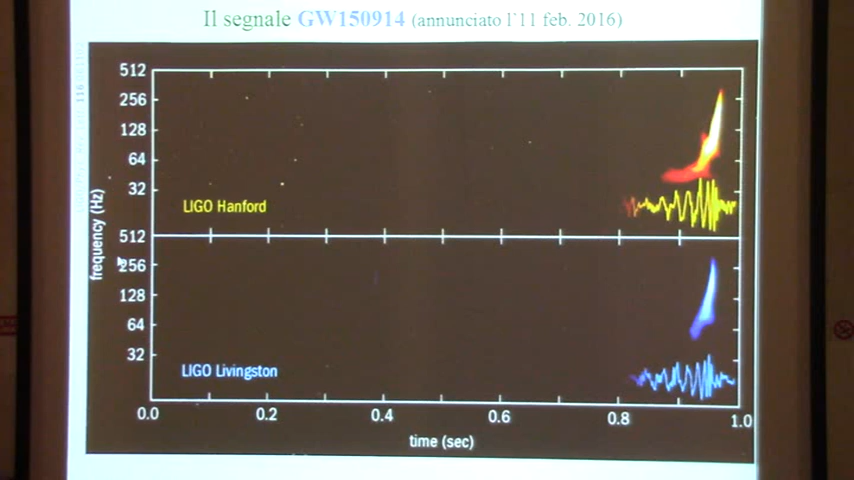 Il segnale GW150914 (annunciato l'11 feb. 2016)
512
256
128
64
32
LIGO Hanford
frequency (Hz)
512
256
128
64
32
LIGO Livingston
0.0 0.2 0.4 0.6 0.8 1.0
time (sec)